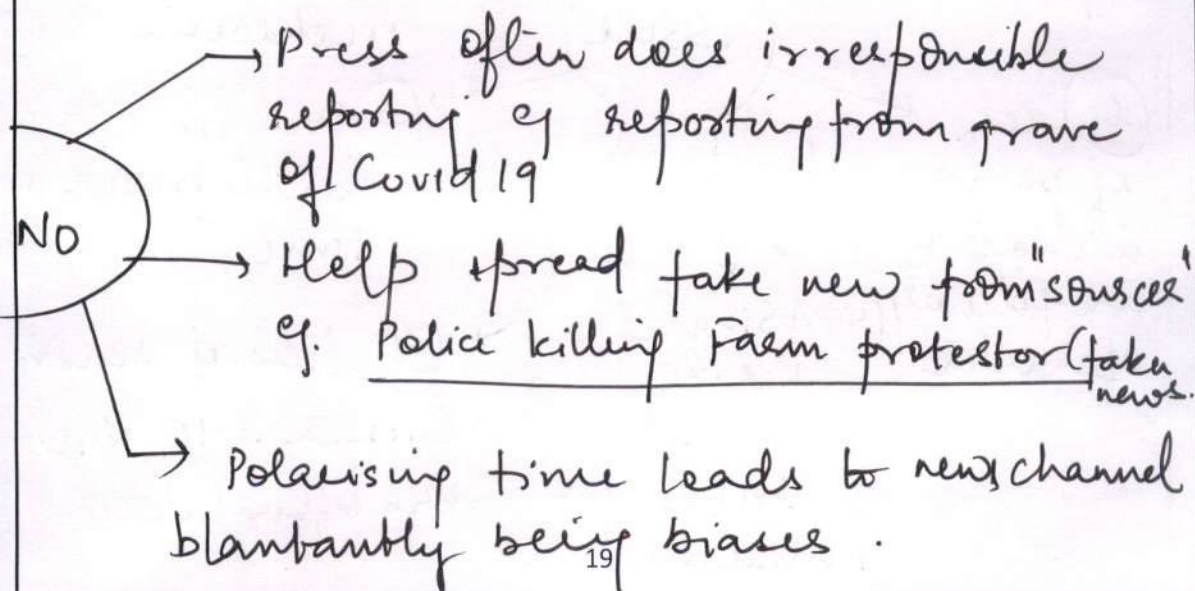 Press often does irresponsible
reporting eg reporting from grave
of Covid 19
NO
Help spread fake new from "sources"
eg. Police killing Farm protestor (fake
news.
Polarising time leads to news channel
blantantly being biases.
19